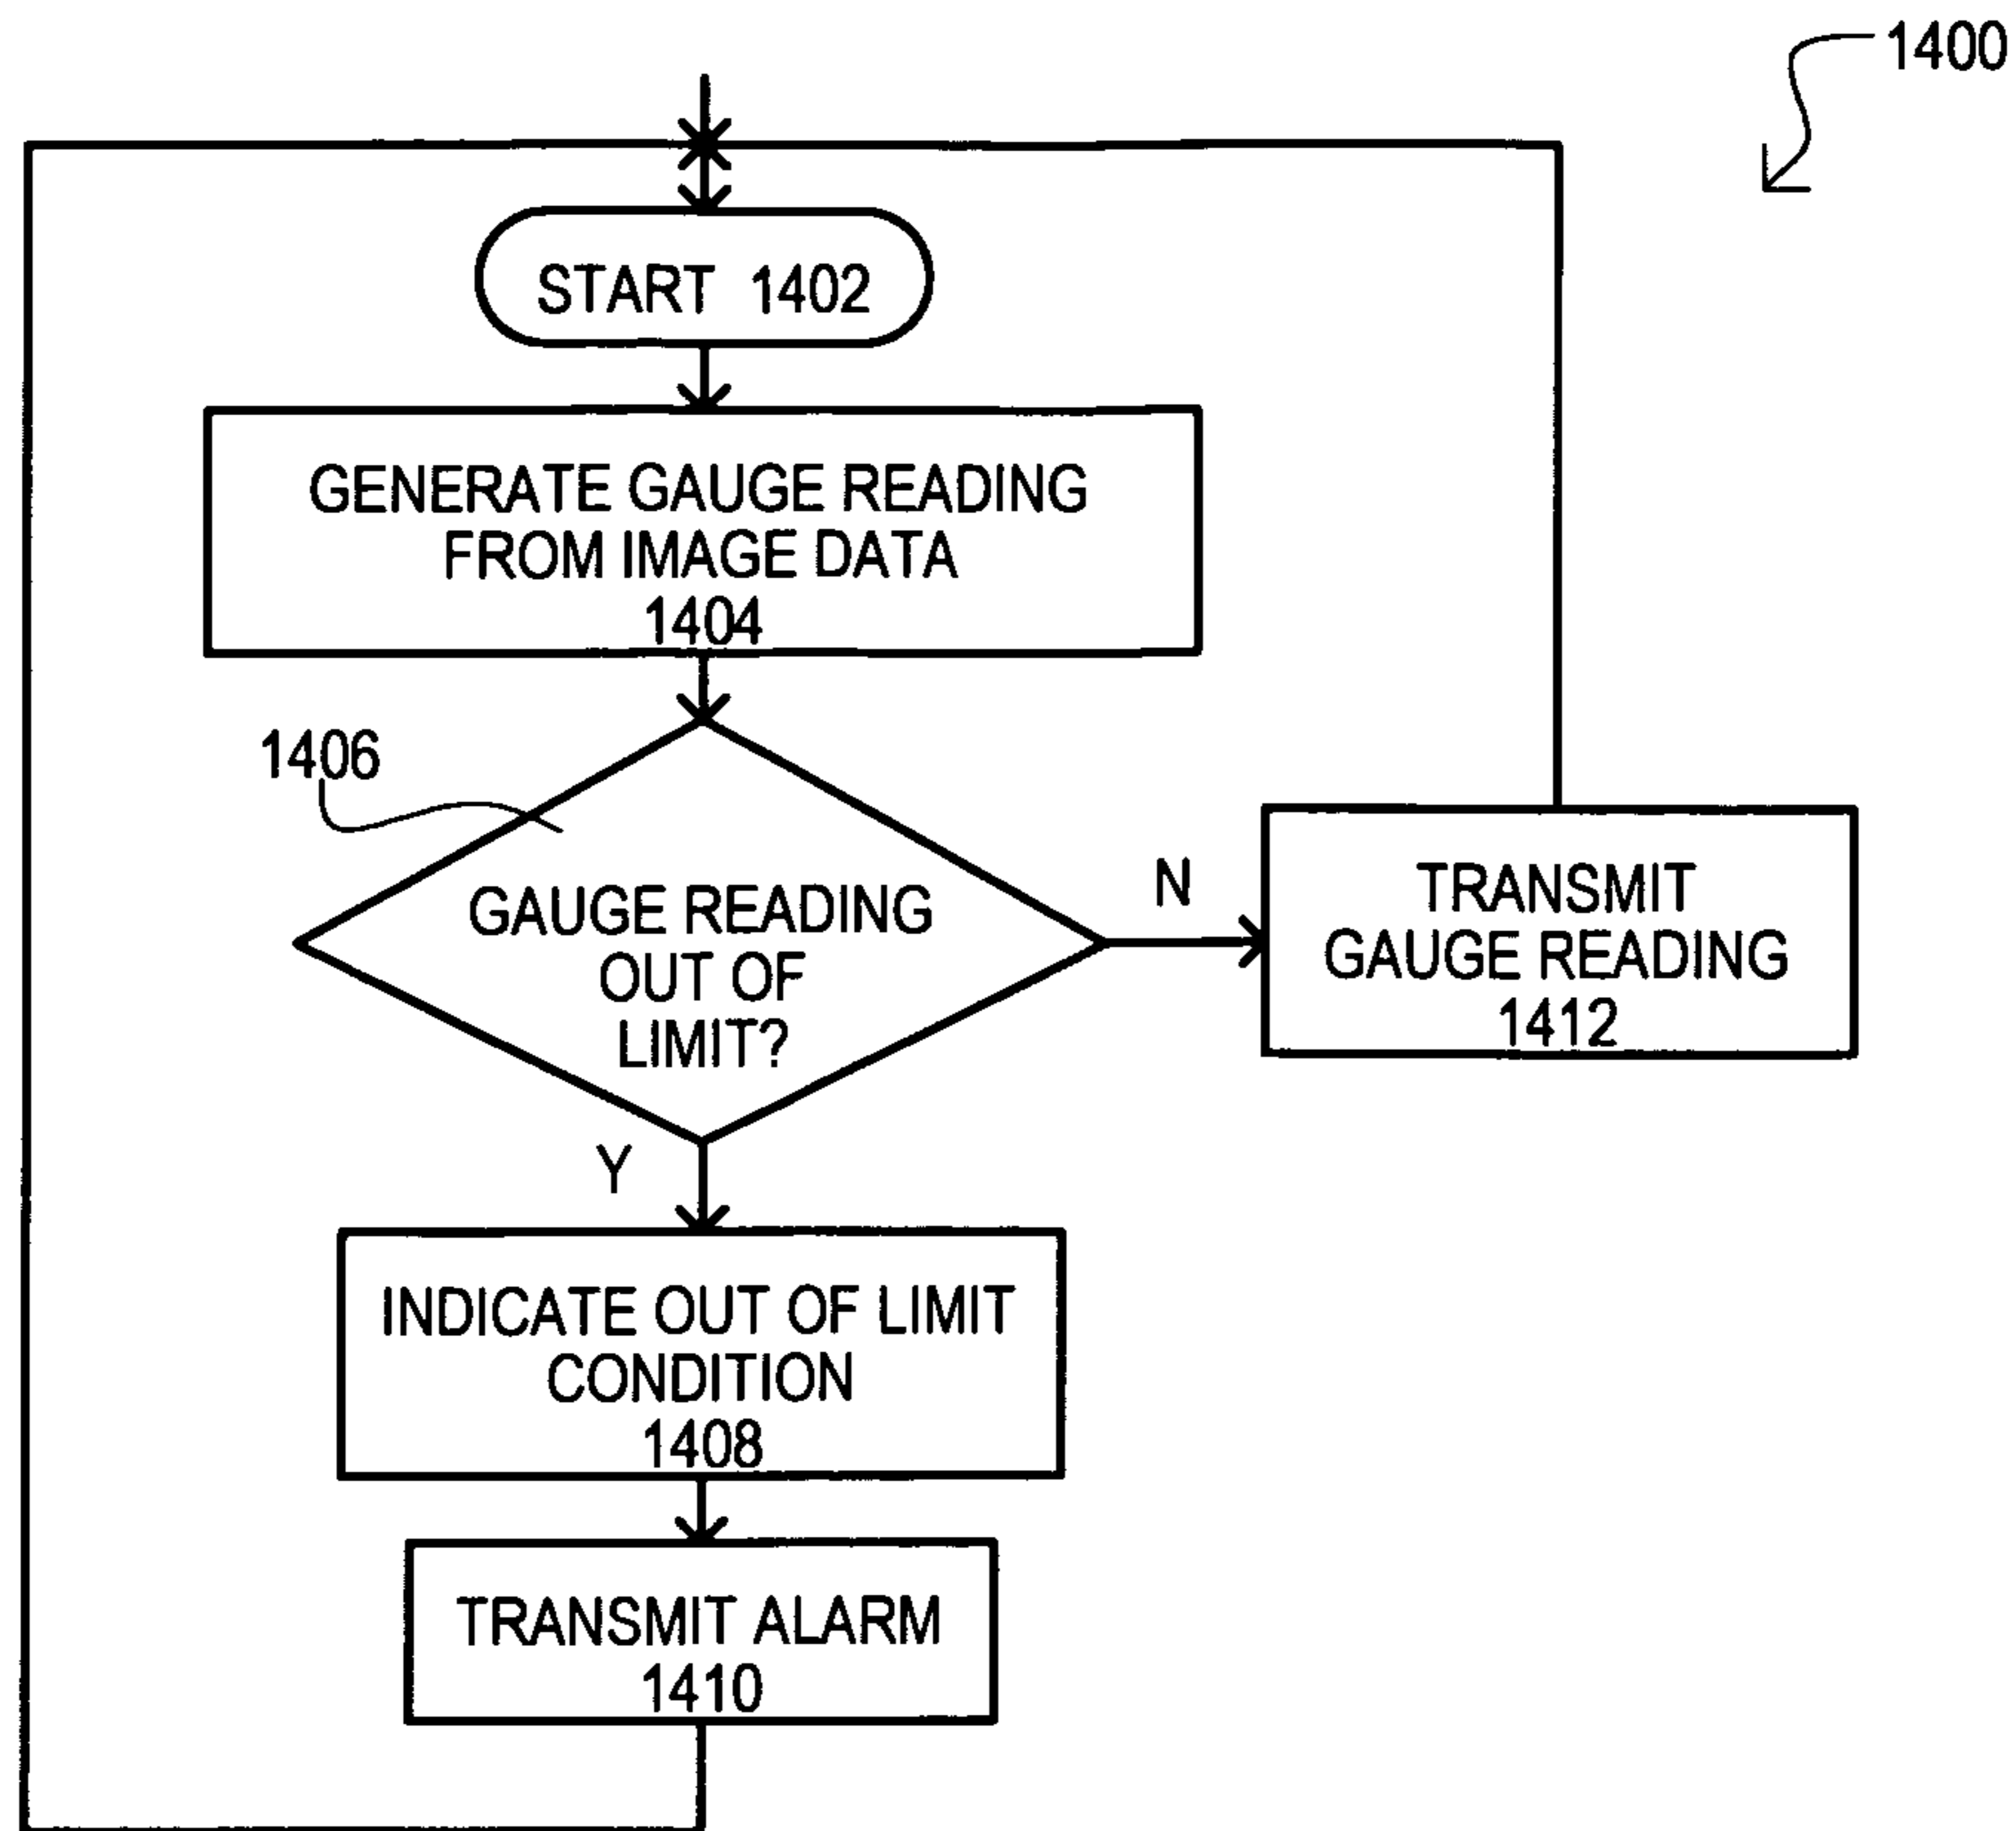 1400
START 1402
GENERATE GAUGE READING
FROM IMAGE DATA
1404
1406
GAUGE READING
OUT OF
LIMIT?
N
TRANSMIT
GAUGE READING
1412
Y
INDICATE OUT OF LIMIT
CONDITION
1408
TRANSMIT ALARM
1410